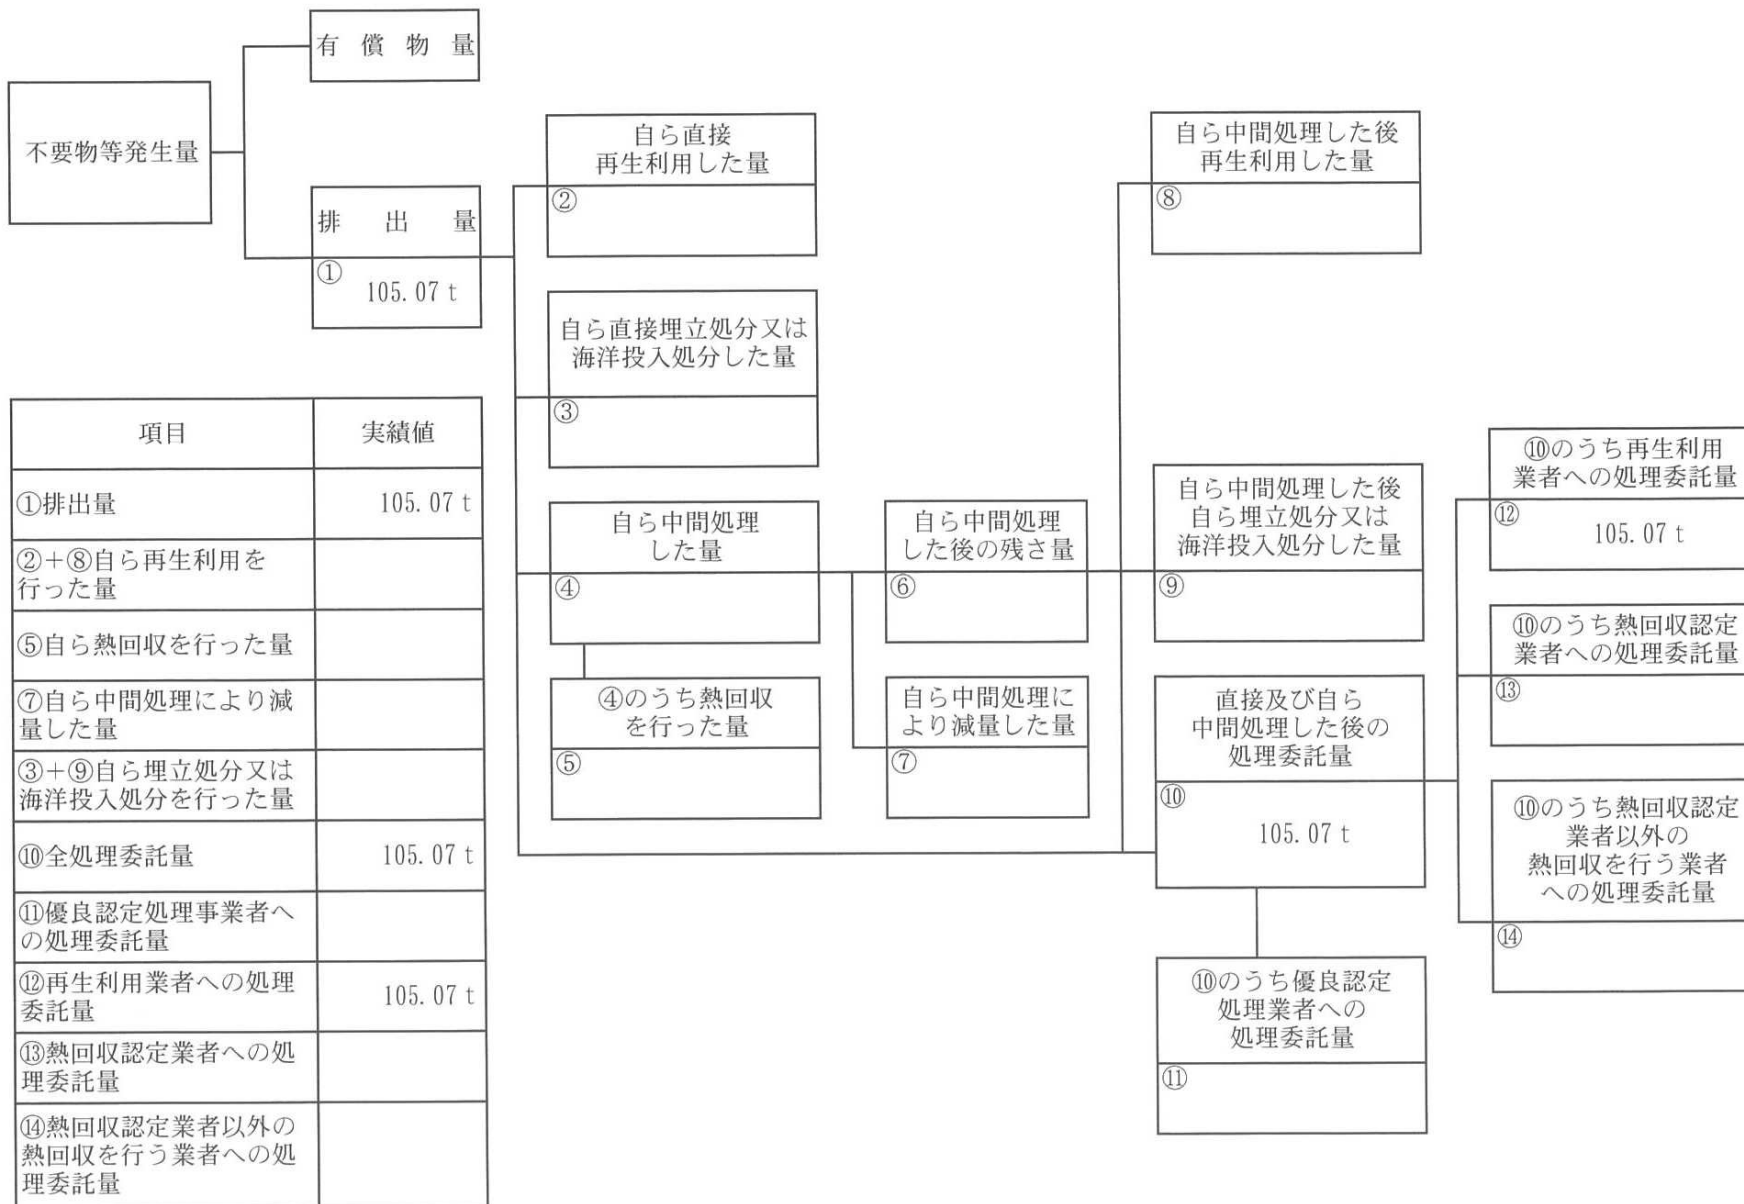 有償物量
不要物等発生量
排出量
①
105.07 t
自ら直接
再生利用した量
②
自ら直接埋立処分又は
海洋投入処分した量
③
自ら中間処理
した量
④
④のうち熱回収
を行った量
⑤
自ら中間処理
した後の残さ量
⑥
自ら中間処理に
より減量した量
⑦
自ら中間処理した後
再生利用した量
⑧
自ら中間処理した後
自ら埋立処分又は
海洋投入処分した量
⑨
直接及び自ら
中間処理した後の
処理委託量
⑩
105.07 t
⑩のうち優良認定
処理業者への
処理委託量
⑪
⑩のうち再生利用
業者への処理委託量
⑫
105.07 t
⑩のうち熱回収認定
業者への処理委託量
⑬
⑩のうち熱回収認定
業者以外の
熱回収を行う業者
への処理委託量
⑭
項目 実績値
①排出量 105.07 t
②+⑧自ら再生利用を
行った量
⑤自ら熱回収を行った量
⑦自ら中間処理により減
量した量
③+⑨自ら埋立処分又は
海洋投入処分を行った量
⑩全処理委託量 105.07 t
⑪優良認定処理事業者へ
の処理委託量
⑫再生利用業者への処理
委託量 105.07 t
⑬熱回収認定業者への処
理委託量
⑭熱回収認定業者以外の
熱回収を行う業者への処
理委託量